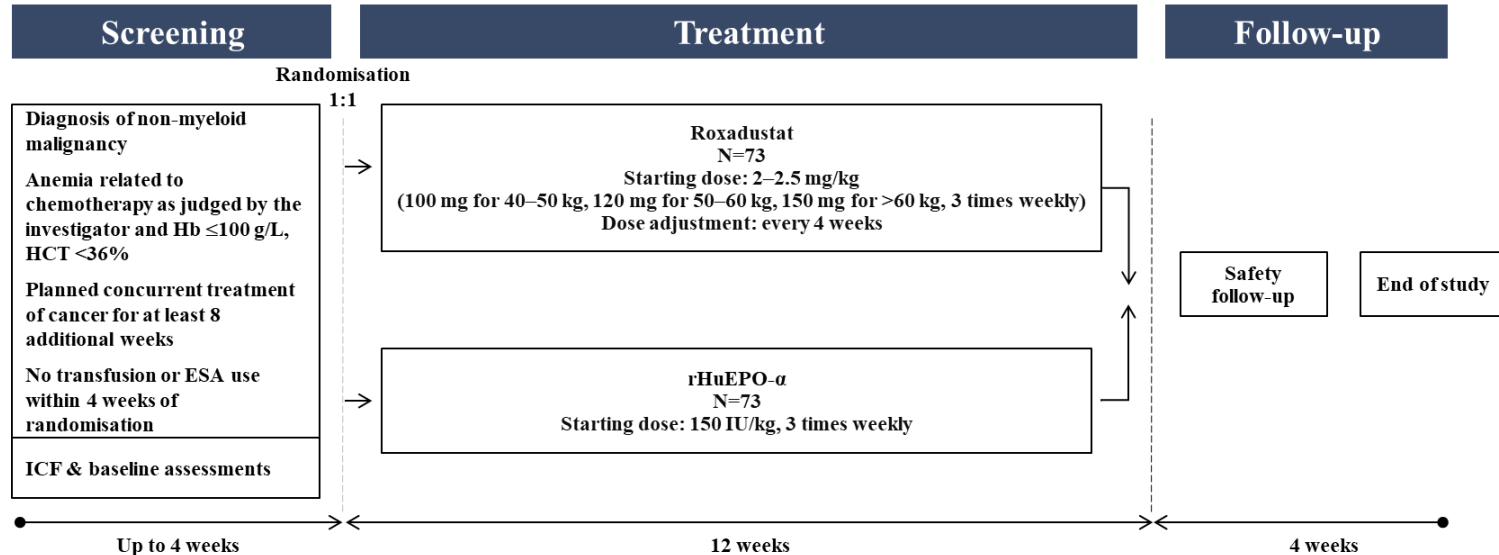 Screening
Treatment
Follow-up
Randomisation
1:1
Diagnosis of non-myeloid
malignancy
Anemia related to
chemotherapy as judged by the
investigator and Hb ≤100 g/L,
HCT <36%
Planned concurrent treatment
of cancer for at least 8
additional weeks
No transfusion or ESA use
within 4 weeks of
randomisation
ICF & baseline assessments
Roxadustat
N=73
Starting dose: 2–2.5 mg/kg
(100 mg for 40–50 kg, 120 mg for 50–60 kg, 150 mg for >60 kg, 3 times weekly)
Dose adjustment: every 4 weeks
rHuEPO-α
N=73
Starting dose: 150 IU/kg, 3 times weekly
Safety
follow-up
End of study
Up to 4 weeks
12 weeks
4 weeks